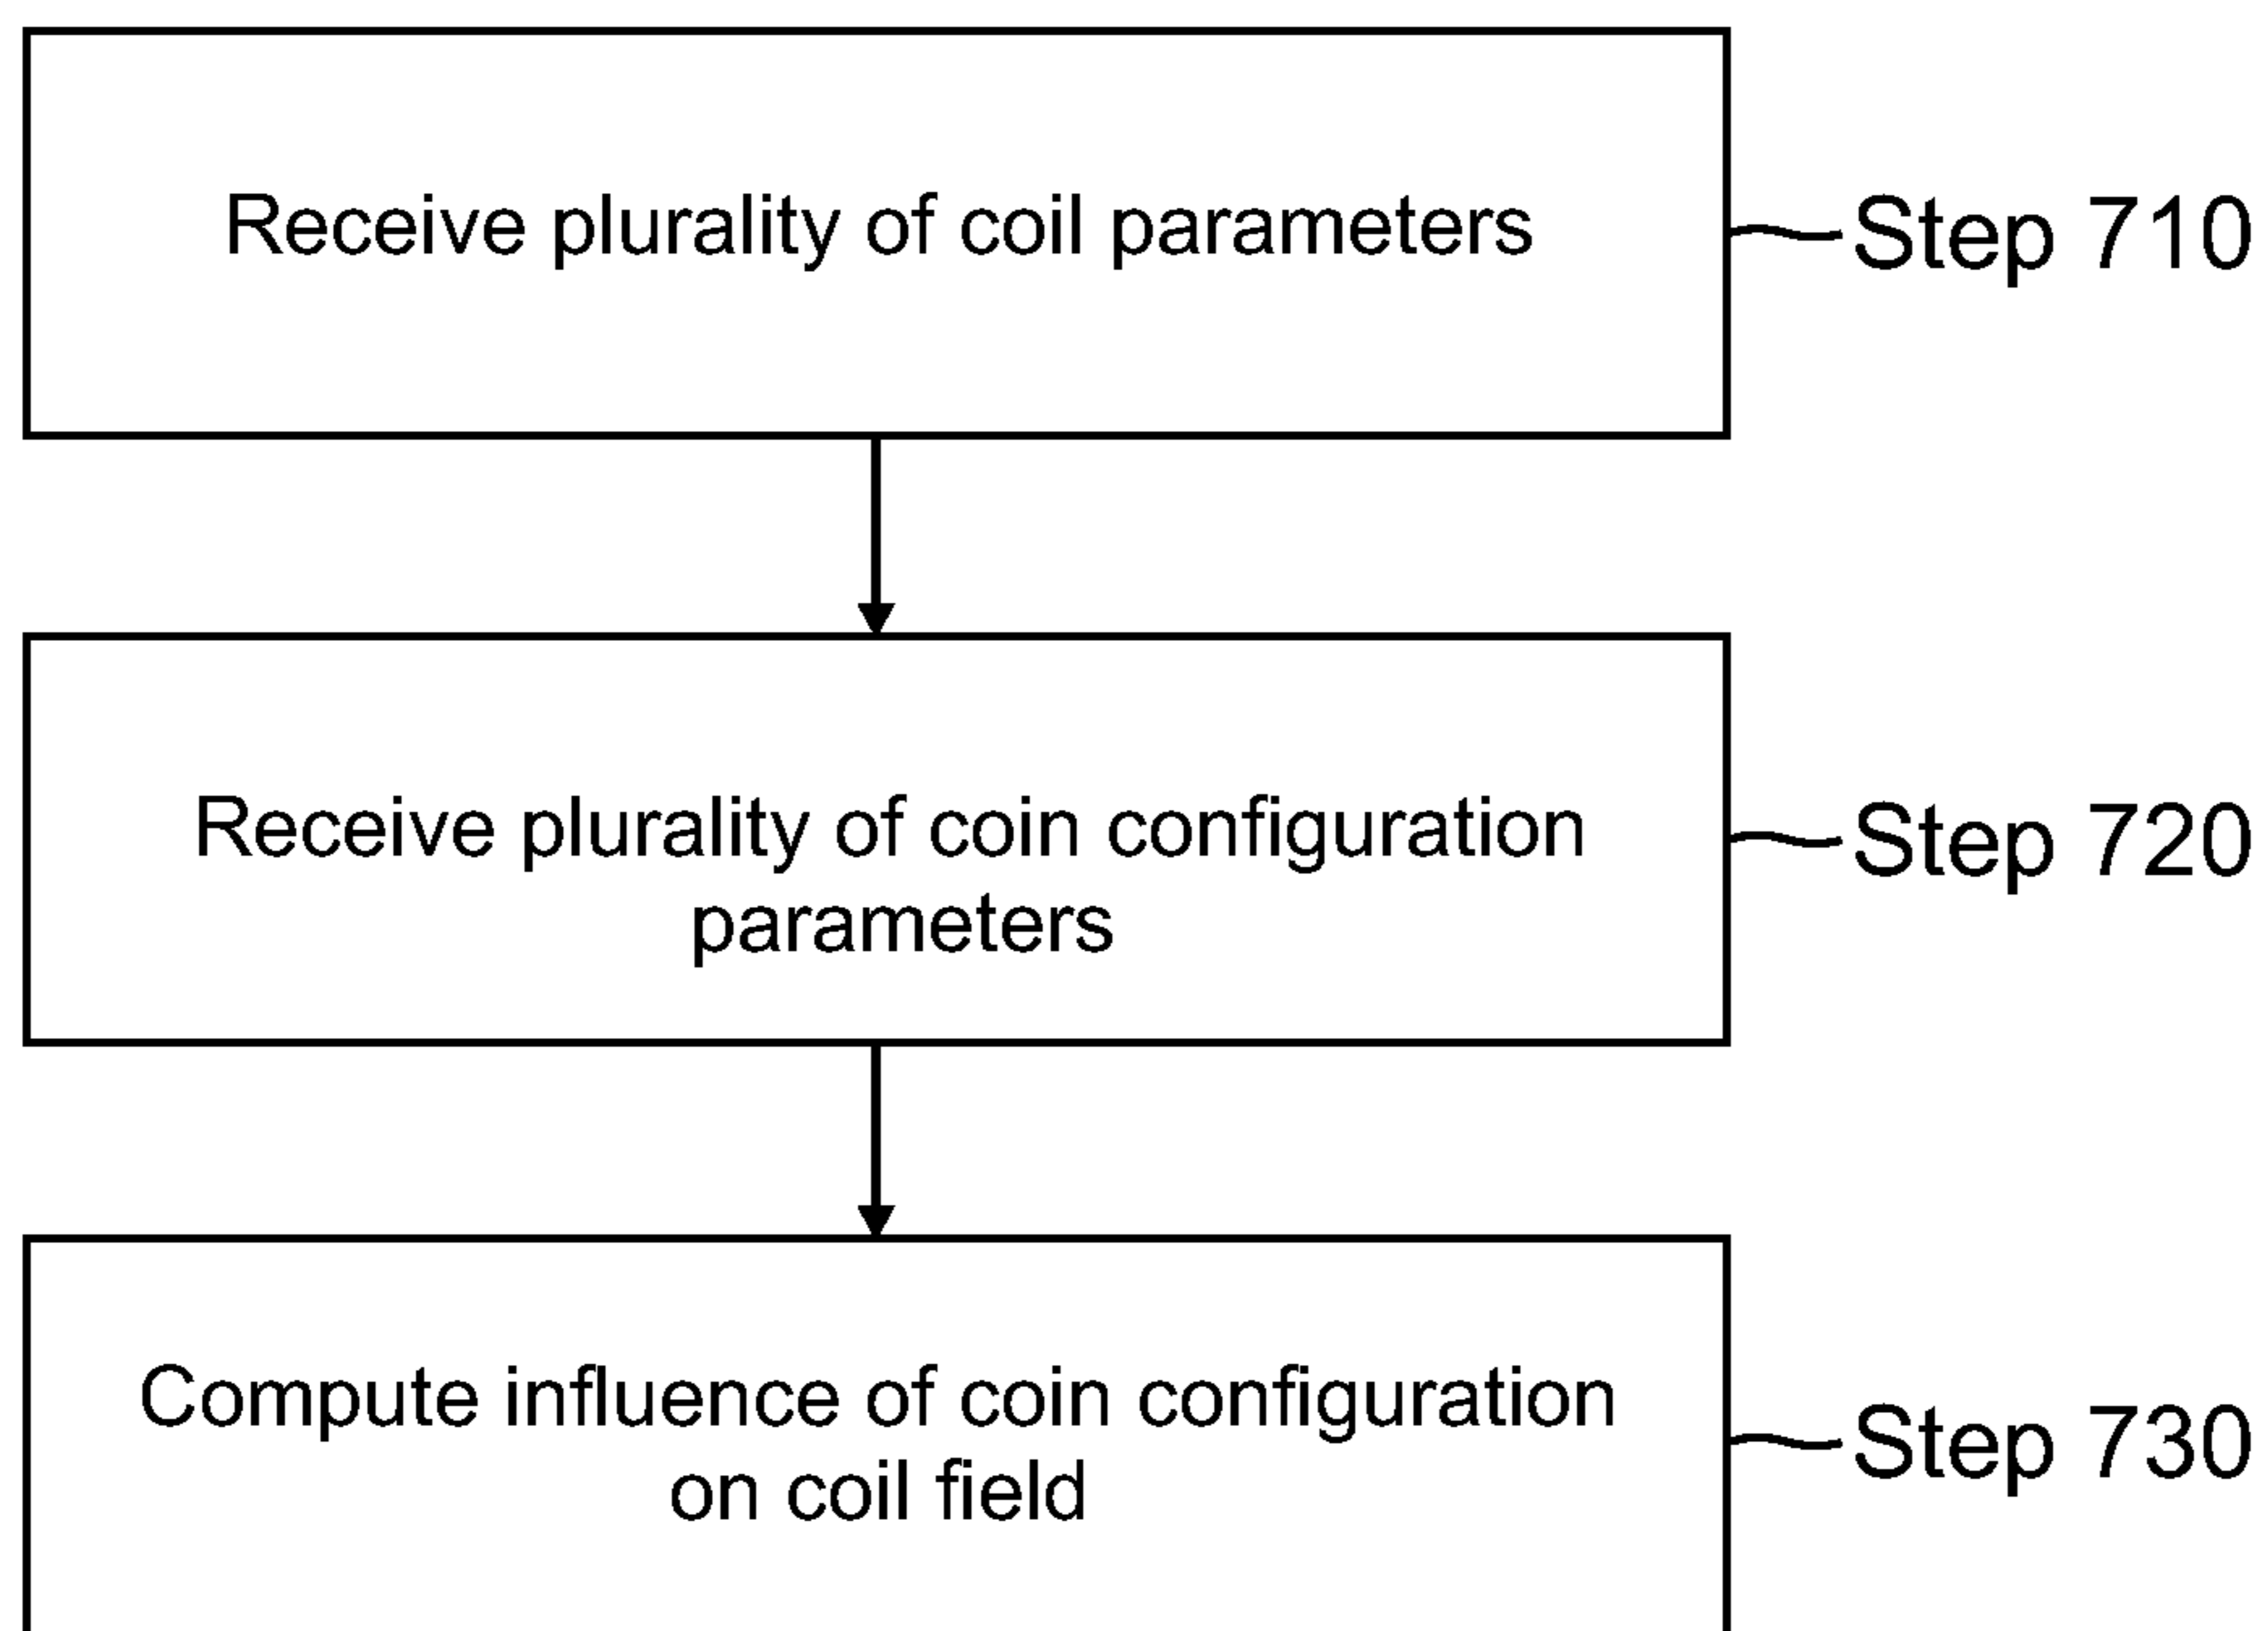 Receive plurality of coil parameters
Step 710
Receive plurality of coin configuration
parameters
Step 720
Compute influence of coin configuration
on coil field
Step 730